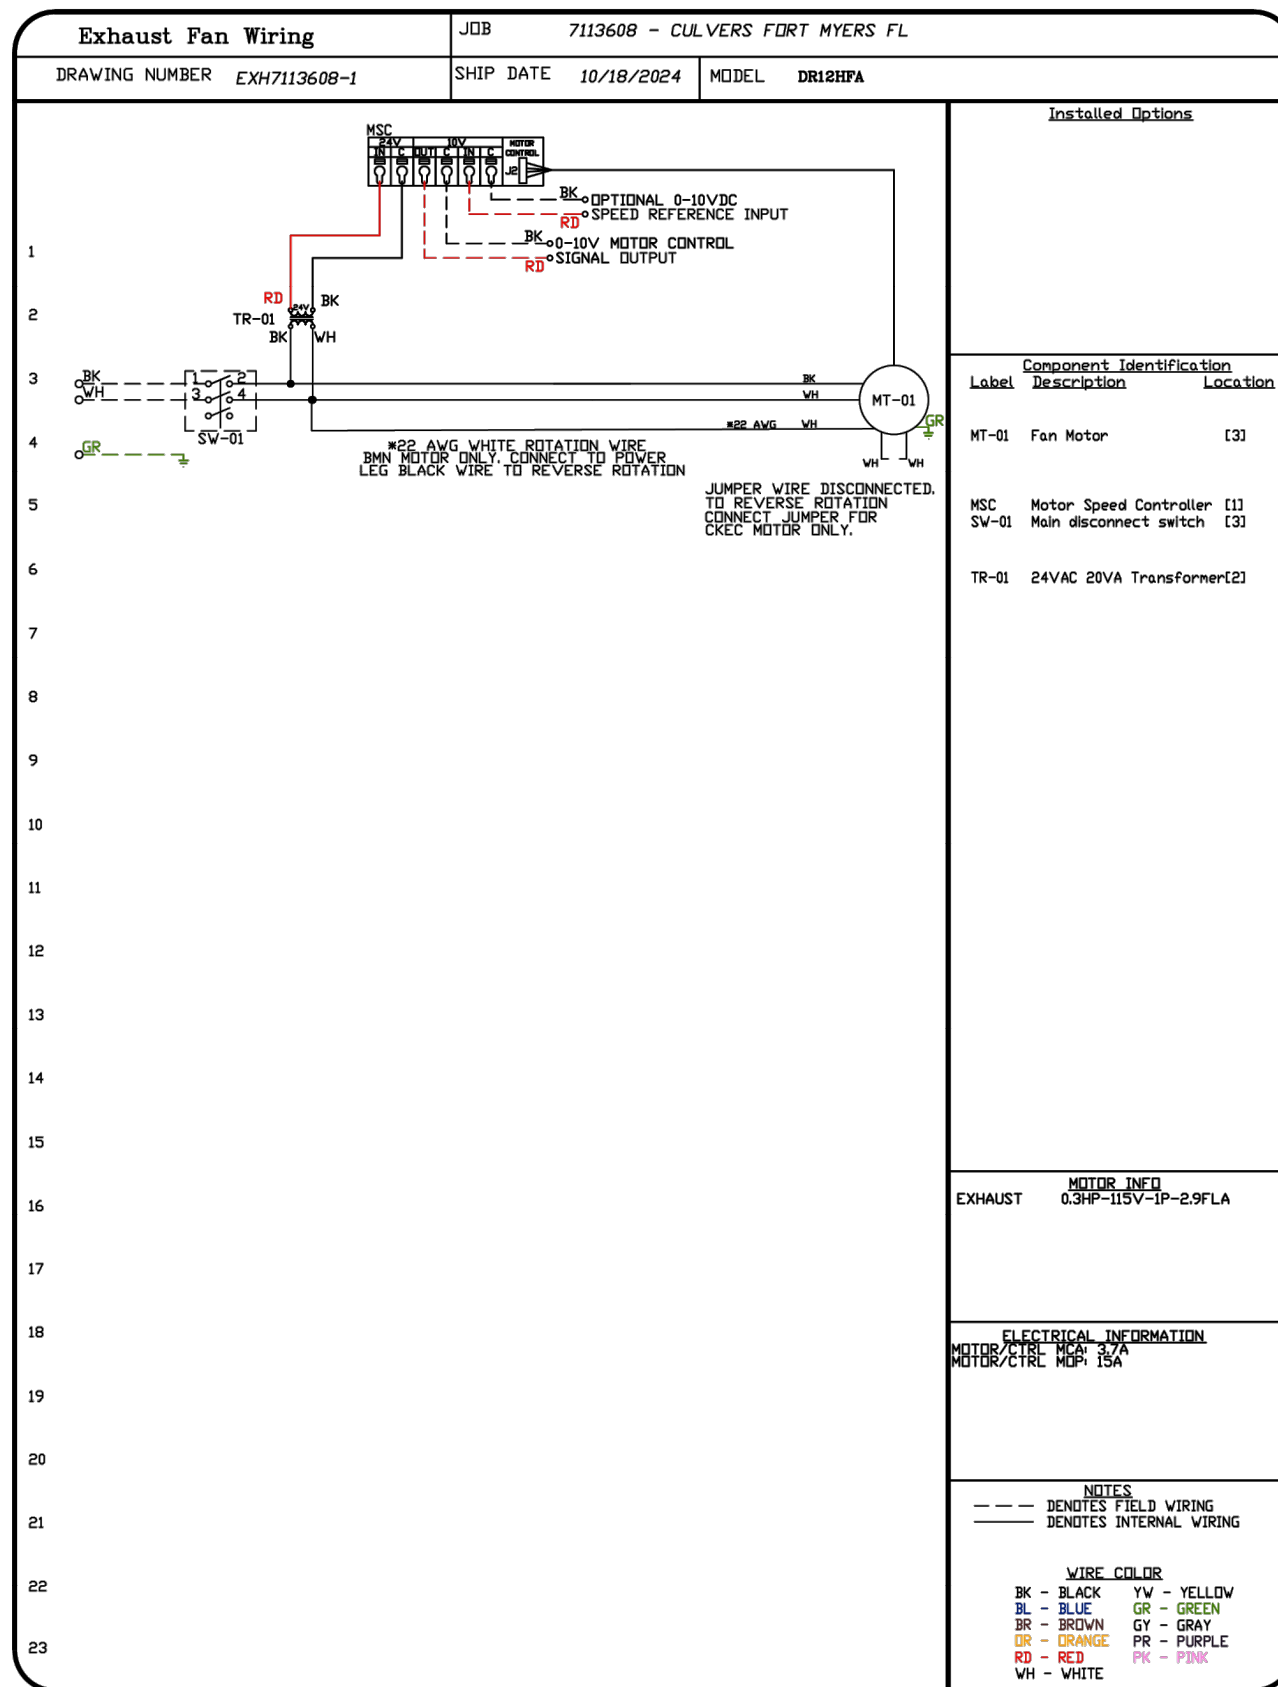 Exhaust Fan Wiring
JOB 7113608 - CULVERS FORT MYERS FL
DRAWING NUMBER EXH7113608-1
SHIP DATE 10/18/2024
MODEL DR12HFA
MSC
24V 10V MOTOR CONTROL
IN C OUT C IN C
J2
BK OPTIONAL 0-10VDC
RD SPEED REFERENCE INPUT
BK 0-10V MOTOR CONTROL
RD SIGNAL OUTPUT
RD 24V BK
TR-01
BK WH
BK 1 2 BK
WH 3 4 WH
MT-01
SW-01
*22 AWG WH
GR
GR
*22 AWG WHITE ROTATION WIRE
BMN MOTOR ONLY. CONNECT TO POWER
LEG BLACK WIRE TO REVERSE ROTATION
WH WH
JUMPER WIRE DISCONNECTED.
TO REVERSE ROTATION
CONNECT JUMPER FOR
CKEC MOTOR ONLY.
1
2
3
4
5
6
7
8
9
10
11
12
13
14
15
16
17
18
19
20
21
22
23
Installed Options
Component Identification
Label Description Location
MT-01 Fan Motor [3]
MSC Motor Speed Controller [1]
SW-01 Main disconnect switch [3]
TR-01 24VAC 20VA Transformer[2]
MOTOR INFO
EXHAUST 0.3HP-115V-1P-2.9FLA
ELECTRICAL INFORMATION
MOTOR/CTRL MCA: 3.7A
MOTOR/CTRL MOP: 15A
NOTES
DENOTES FIELD WIRING
DENOTES INTERNAL WIRING
WIRE COLOR
BK - BLACK YW - YELLOW
BL - BLUE GR - GREEN
BR - BROWN GY - GRAY
OR - ORANGE PR - PURPLE
RD - RED PK - PINK
WH - WHITE